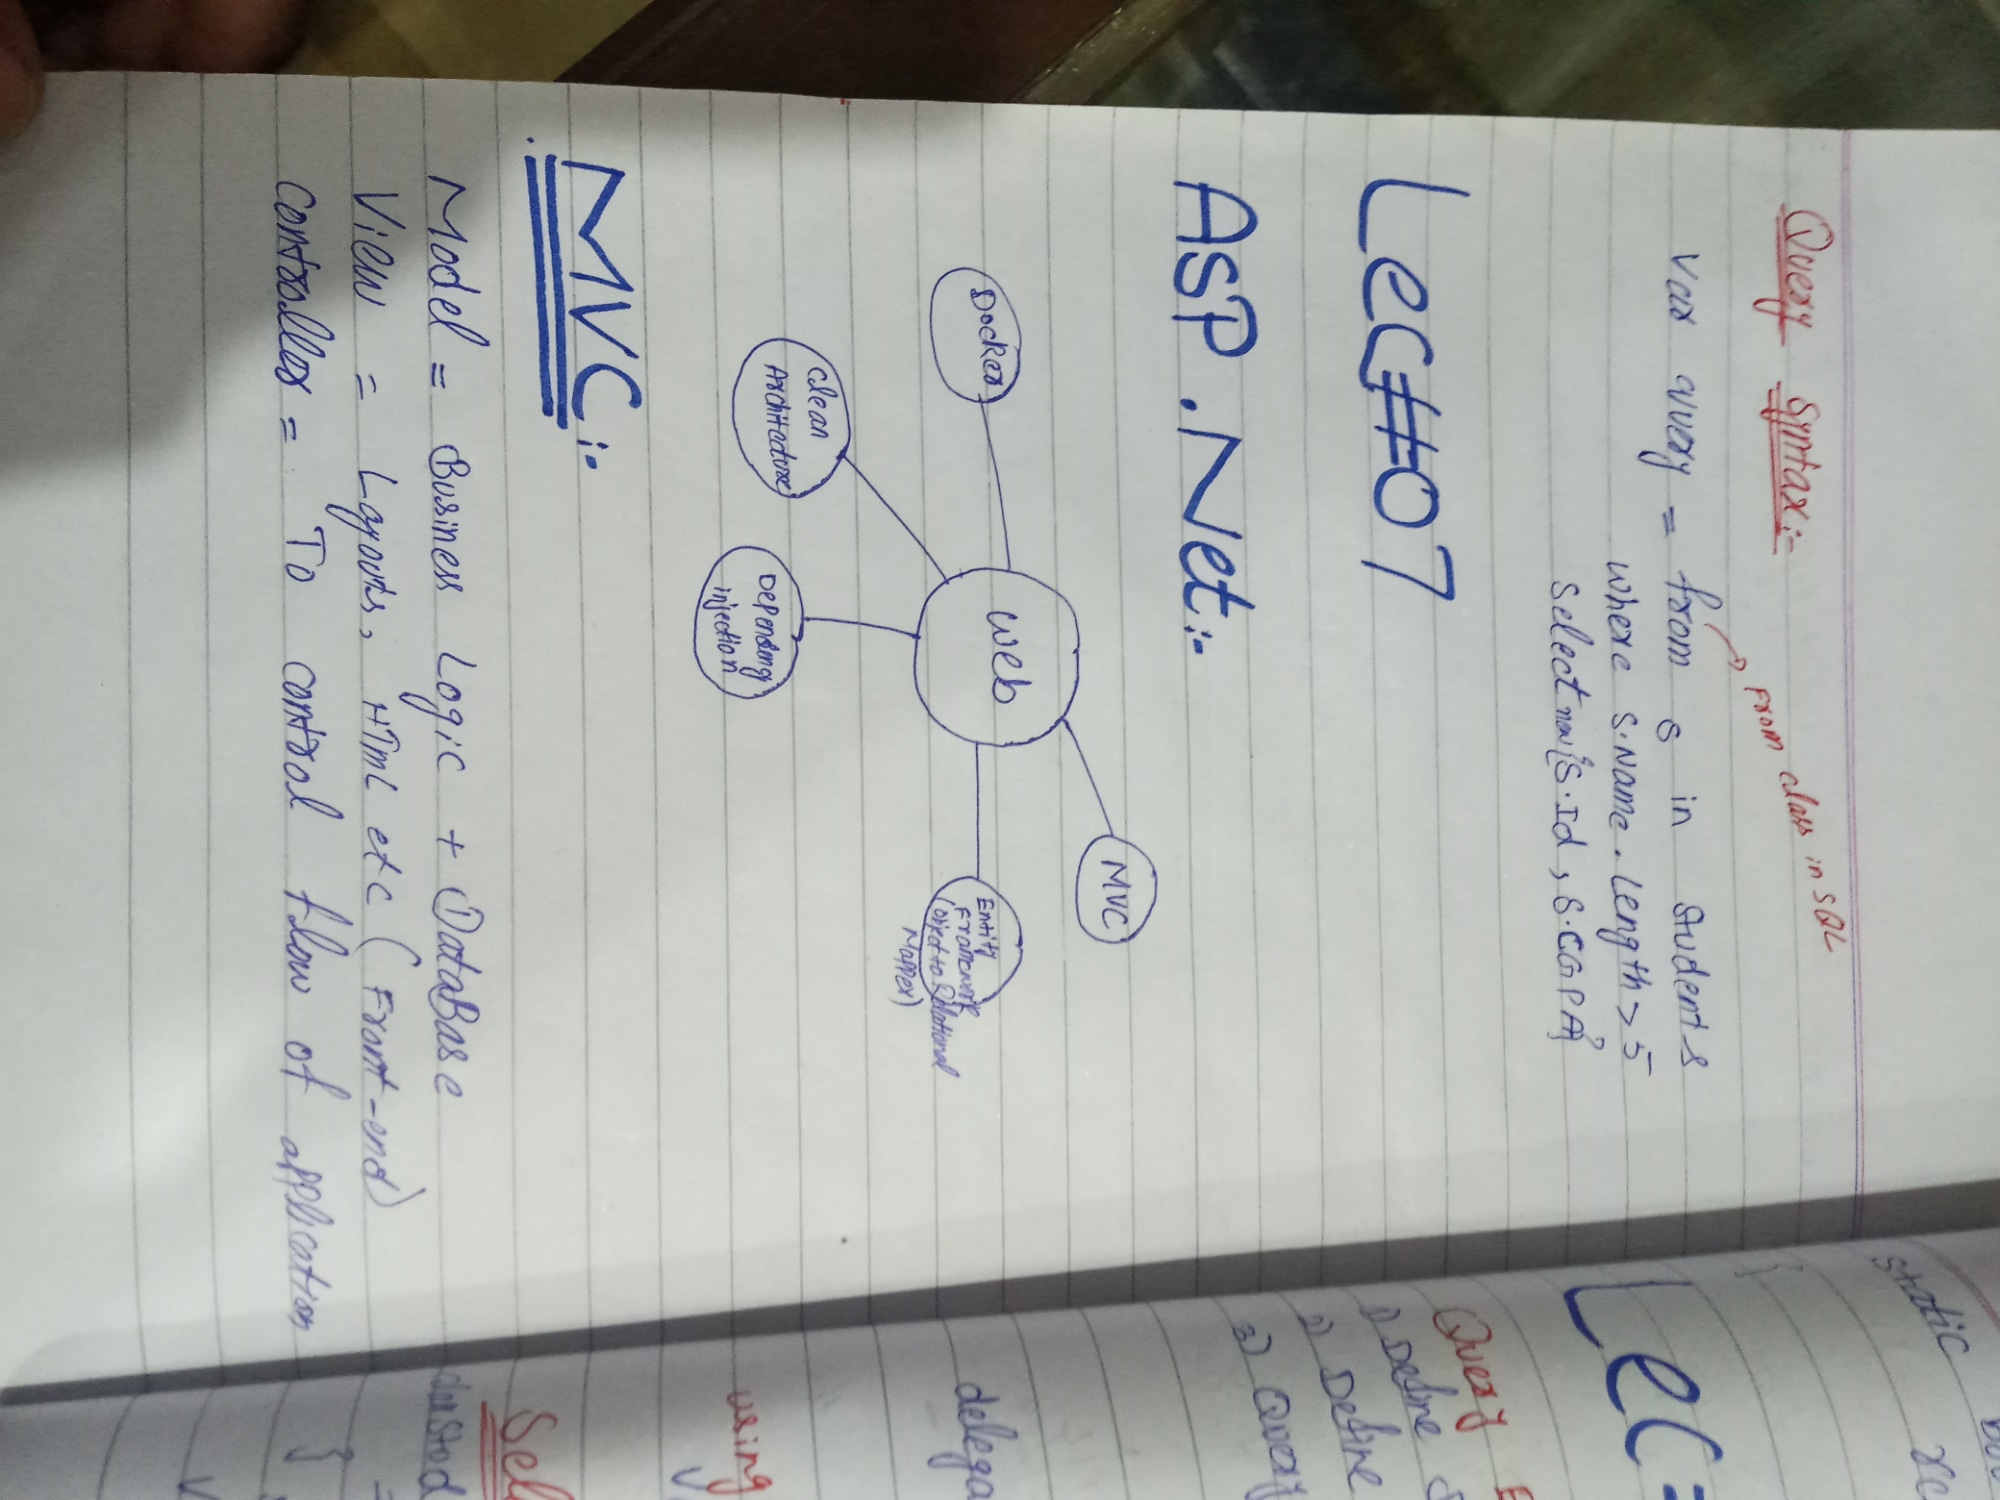 Query Syntax:-
From class in SQL
var query = from s in students
where s.Name.Length > 5
Select new{S.Id, S.CGPA}
Lec#07
ASP.Net:-
MVC
web
Docker
Entity
Framework
(Object to Relational
Mapper)
Clean
Architecture
Depending
injection
MVC:-
Model = Business Logic + DataBase
View = Layouts, HTML etc (Front-end)
Controller = To control flow of application
static
Lec#
Query E
1) Define S
2) Define
3) Query
delega
using
V
Sel
}